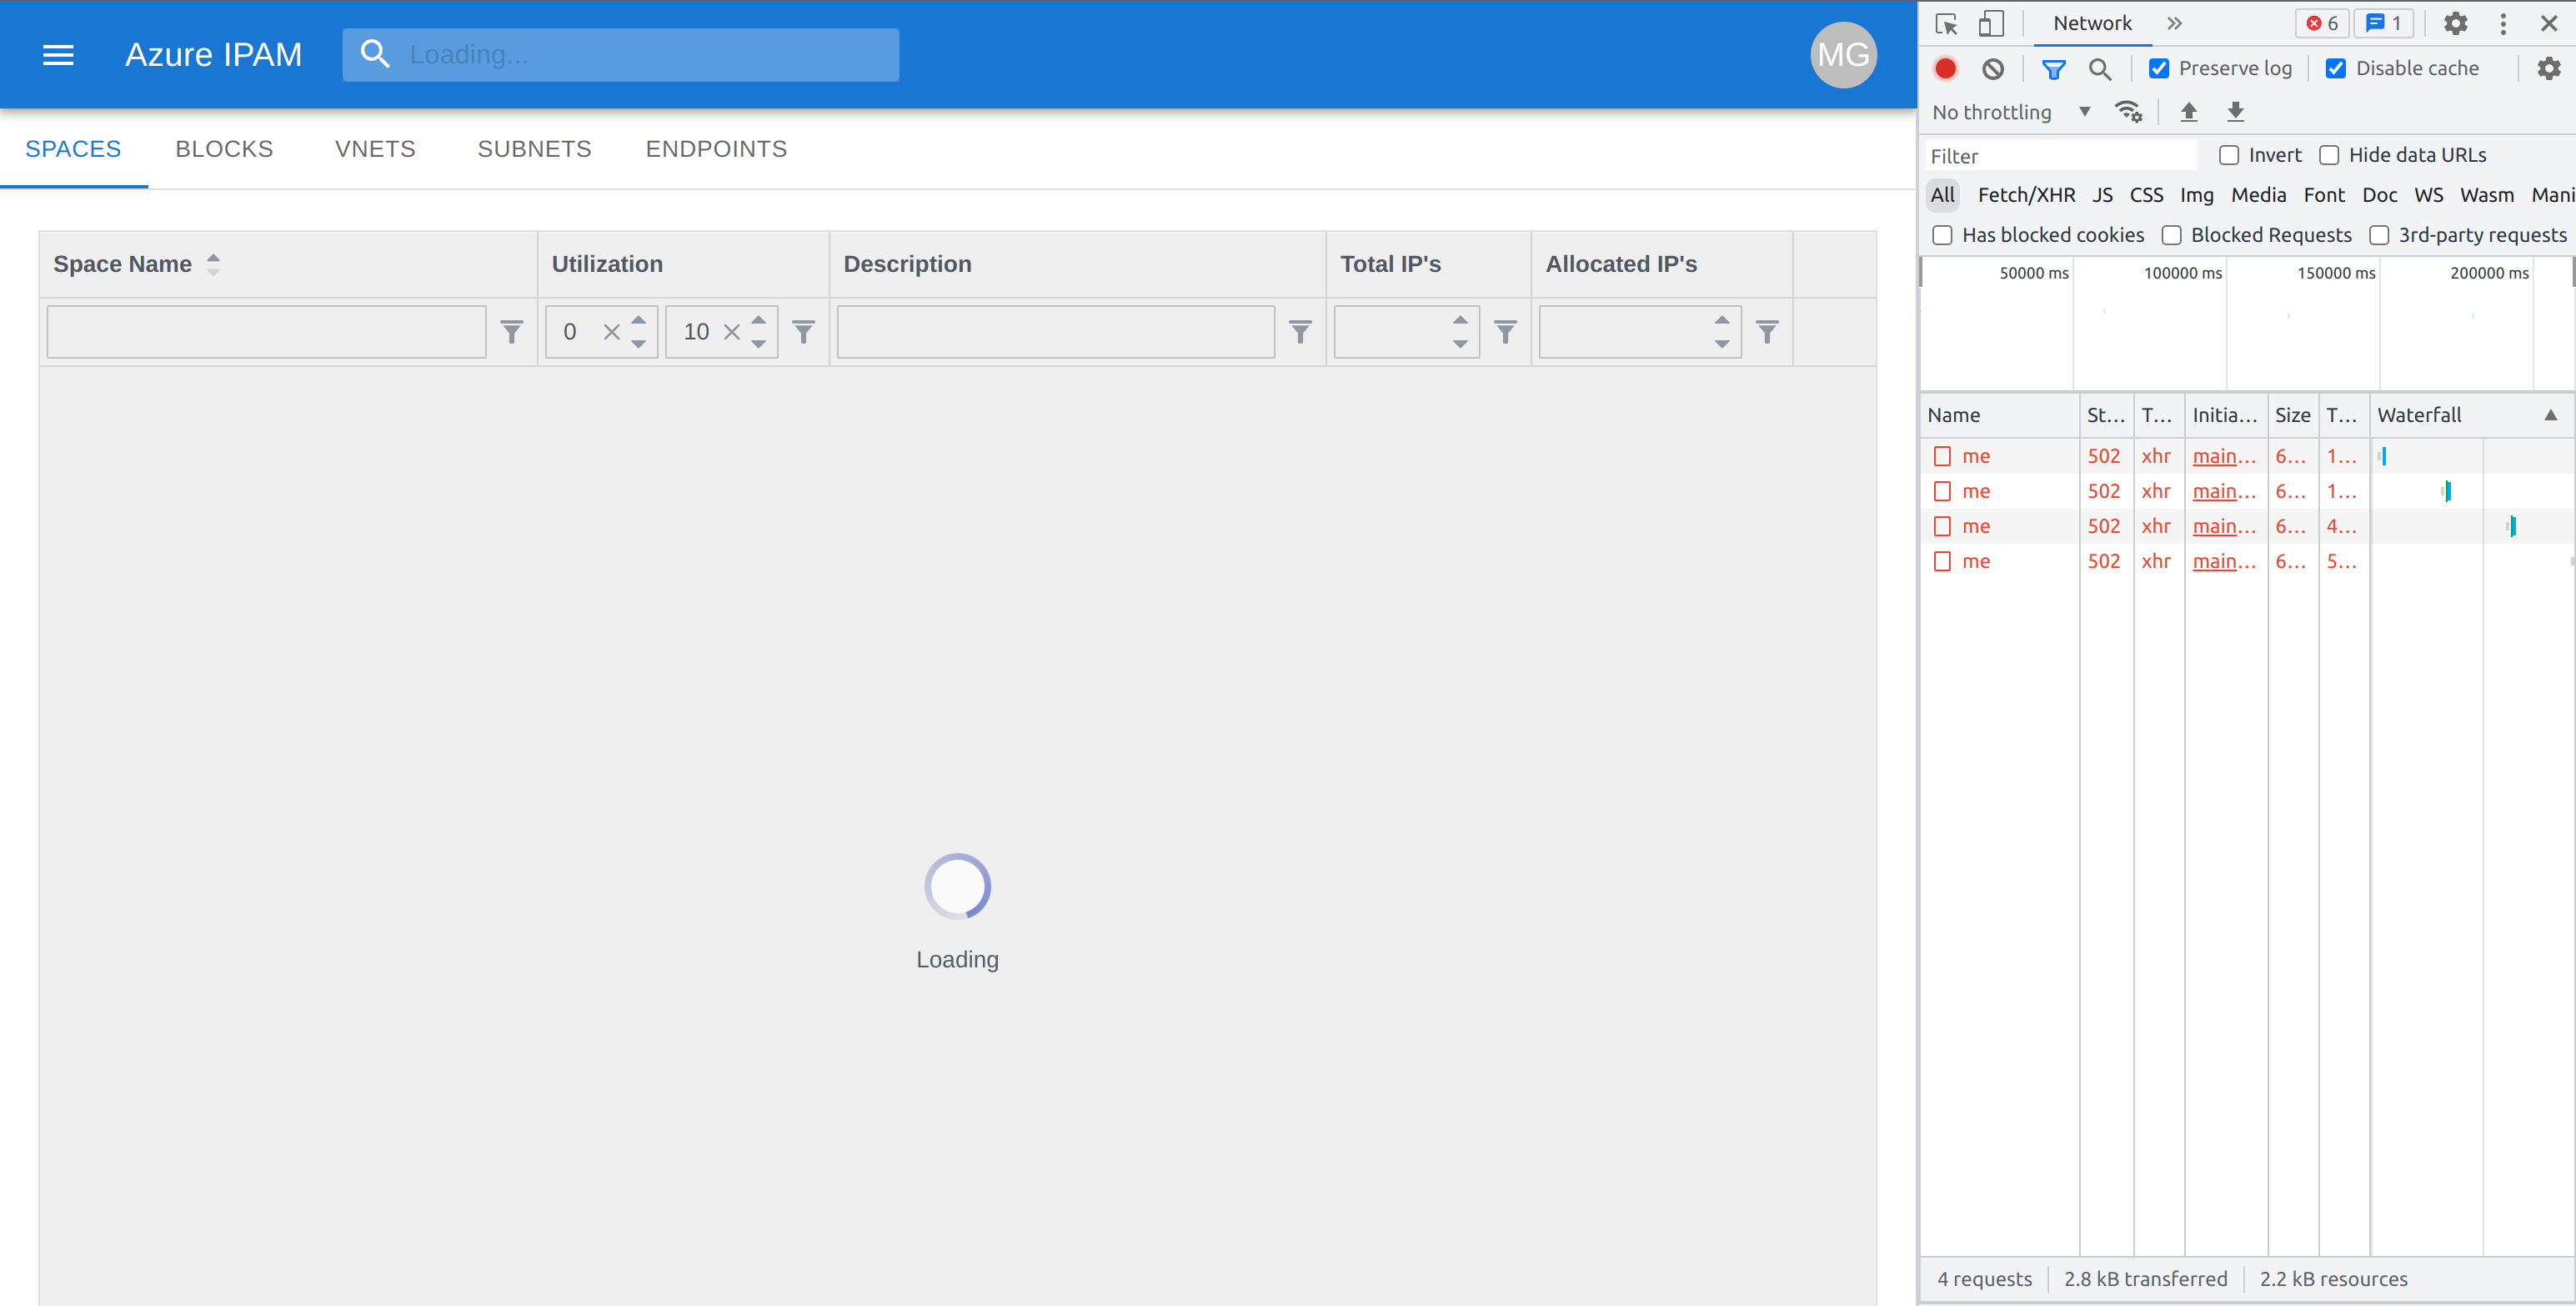 Azure IPAM
Loading...
MG
SPACES BLOCKS VNETS SUBNETS ENDPOINTS
Space Name Utilization Description Total IP's Allocated IP's
0 10
Loading
Network 6 1
Preserve log Disable cache
No throttling
Filter Invert Hide data URLs
All Fetch/XHR JS CSS Img Media Font Doc WS Wasm Mani
Has blocked cookies Blocked Requests 3rd-party requests
50000 ms 100000 ms 150000 ms 200000 ms
Name St... T... Initia... Size T... Waterfall
me 502 xhr main... 6... 1...
me 502 xhr main... 6... 1...
me 502 xhr main... 6... 4...
me 502 xhr main... 6... 5...
4 requests 2.8 kB transferred 2.2 kB resources